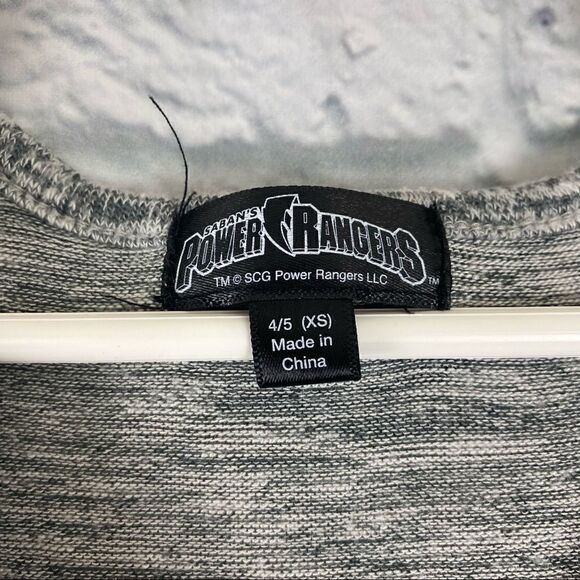 SABAN'S
POWER RANGERS
TM © SCG Power Rangers LLC TM
4/5 (XS)
Made in
China